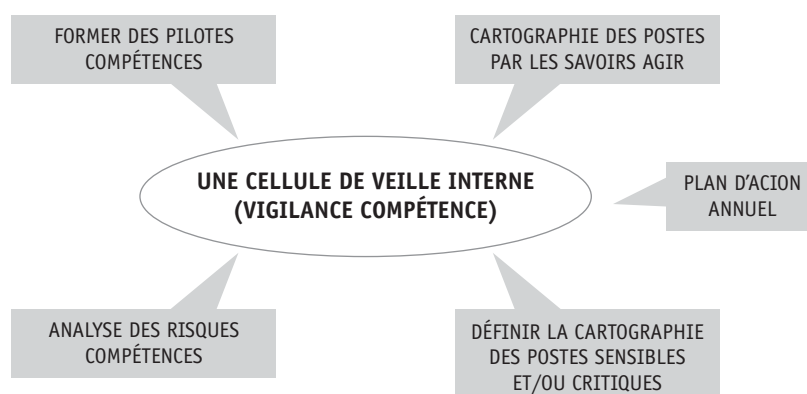 FORMER DES PILOTES
COMPÉTENCES
CARTOGRAPHIE DES POSTES
PAR LES SAVOIRS AGIR
UNE CELLULE DE VEILLE INTERNE
(VIGILANCE COMPÉTENCE)
PLAN D'ACION
ANNUEL
ANALYSE DES RISQUES
COMPÉTENCES
DÉFINIR LA CARTOGRAPHIE
DES POSTES SENSIBLES
ET/OU CRITIQUES